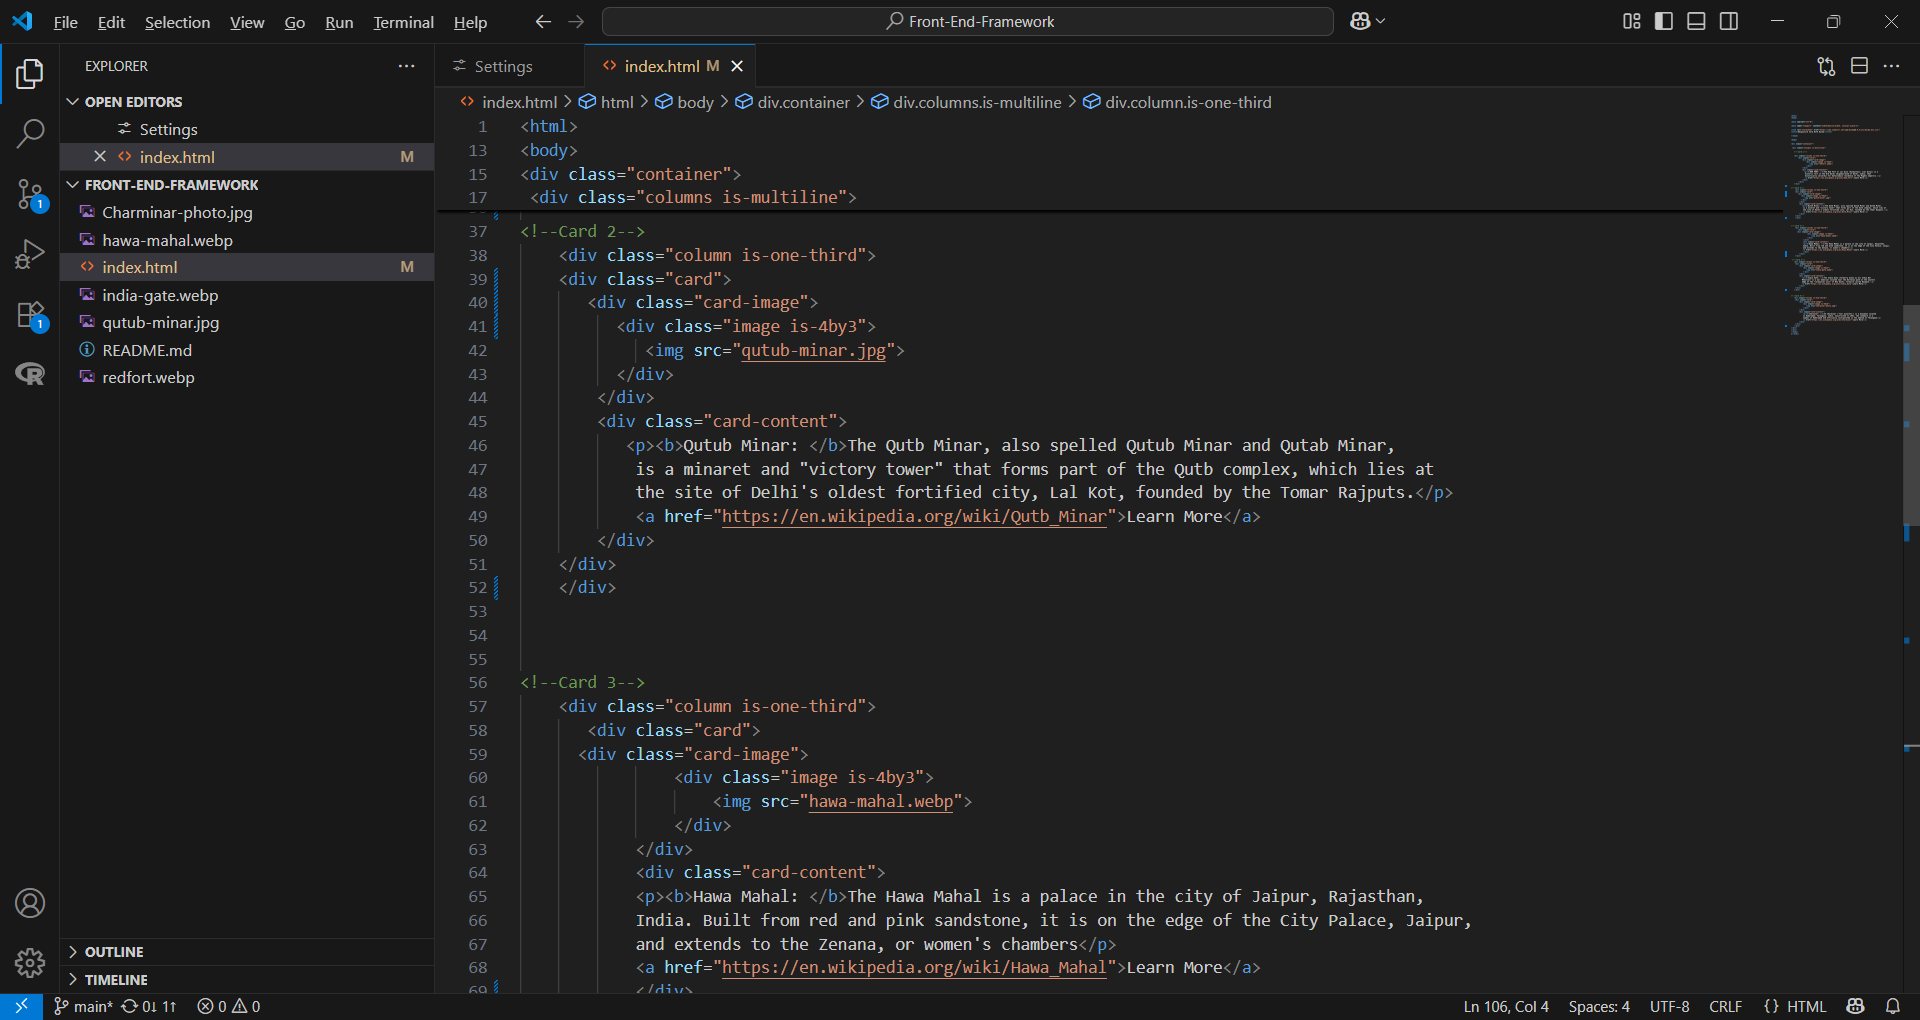 File Edit Selection View Go Run Terminal Help
Front-End-Framework
EXPLORER
OPEN EDITORS
Settings
index.html M
FRONT-END-FRAMEWORK
Charminar-photo.jpg
hawa-mahal.webp
index.html M
india-gate.webp
qutub-minar.jpg
README.md
redfort.webp
OUTLINE
TIMELINE
1
1
Settings
index.html M
index.html > html > body > div.container > div.columns.is-multiline > div.column.is-one-third
1 <html>
13 <body>
15 <div class="container">
17 <div class="columns is-multiline">
37 <!--Card 2-->
38 <div class="column is-one-third">
39 <div class="card">
40 <div class="card-image">
41 <div class="image is-4by3">
42 <img src="qutub-minar.jpg">
43 </div>
44 </div>
45 <div class="card-content">
46 <p><b>Qutub Minar: </b>The Qutb Minar, also spelled Qutub Minar and Qutab Minar,
47 is a minaret and "victory tower" that forms part of the Qutb complex, which lies at
48 the site of Delhi's oldest fortified city, Lal Kot, founded by the Tomar Rajputs.</p>
49 <a href="https://en.wikipedia.org/wiki/Qutb_Minar">Learn More</a>
50 </div>
51 </div>
52 </div>
53
54
55
56 <!--Card 3-->
57 <div class="column is-one-third">
58 <div class="card">
59 <div class="card-image">
60 <div class="image is-4by3">
61 <img src="hawa-mahal.webp">
62 </div>
63 </div>
64 <div class="card-content">
65 <p><b>Hawa Mahal: </b>The Hawa Mahal is a palace in the city of Jaipur, Rajasthan,
66 India. Built from red and pink sandstone, it is on the edge of the City Palace, Jaipur,
67 and extends to the Zenana, or women's chambers</p>
68 <a href="https://en.wikipedia.org/wiki/Hawa_Mahal">Learn More</a>
69 </div>
main* 0↓ 1↑ 0 0 Ln 106, Col 4 Spaces: 4 UTF-8 CRLF {} HTML